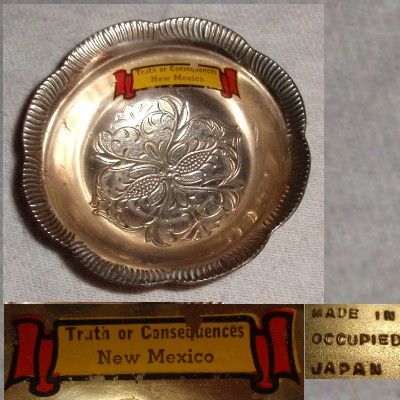 Truth or Consequences
New Mexico
Truth or Consequences
New Mexico
MADE IN
OCCUPIED
JAPAN